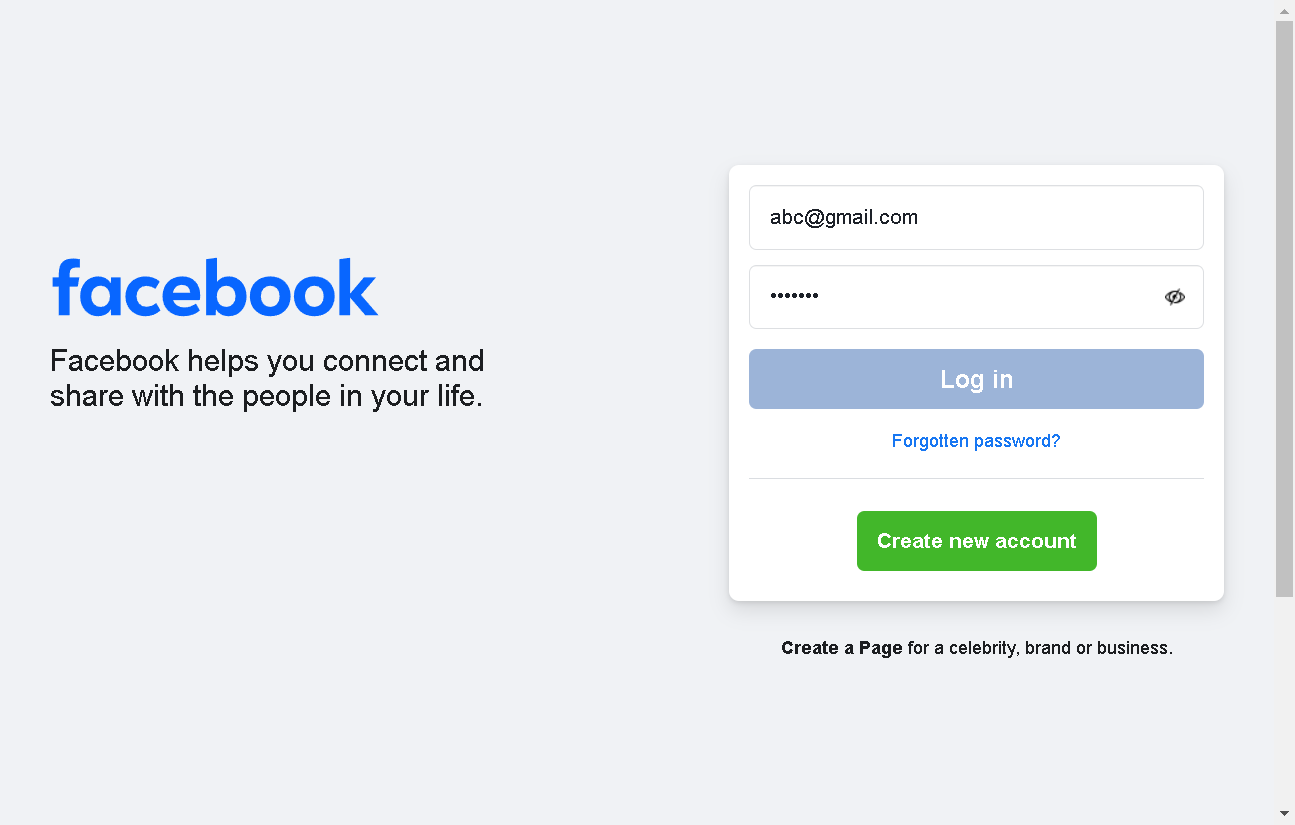 facebook
Facebook helps you connect and
share with the people in your life.
abc@gmail.com
•••••••
Log in
Forgotten password?
Create new account
Create a Page for a celebrity, brand or business.